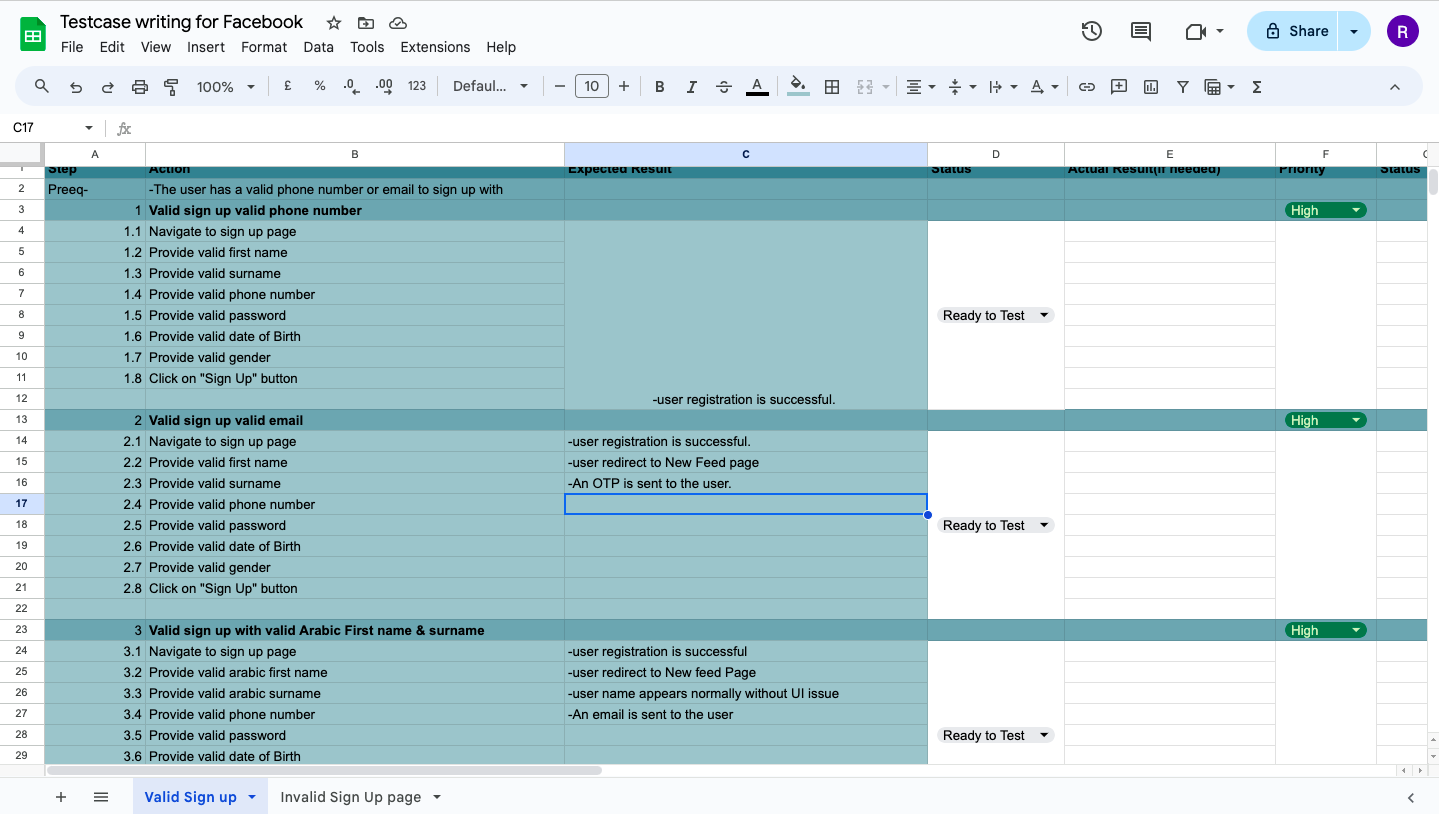 Testcase writing for Facebook
File Edit View Insert Format Data Tools Extensions Help
Share
R
100% £ % .0 .00 123 Defaul... 10 B I A A Σ
C17 fx
A B C D E F
1 Step Action Expected Result Status Actual Result(if needed) Priority Status
2 Preeq- -The user has a valid phone number or email to sign up with
3 1 Valid sign up valid phone number High
4 1.1 Navigate to sign up page
5 1.2 Provide valid first name
6 1.3 Provide valid surname
7 1.4 Provide valid phone number
8 1.5 Provide valid password Ready to Test
9 1.6 Provide valid date of Birth
10 1.7 Provide valid gender
11 1.8 Click on "Sign Up" button
12 -user registration is successful.
13 2 Valid sign up valid email High
14 2.1 Navigate to sign up page -user registration is successful.
15 2.2 Provide valid first name -user redirect to New Feed page
16 2.3 Provide valid surname -An OTP is sent to the user.
17 2.4 Provide valid phone number
18 2.5 Provide valid password Ready to Test
19 2.6 Provide valid date of Birth
20 2.7 Provide valid gender
21 2.8 Click on "Sign Up" button
22
23 3 Valid sign up with valid Arabic First name & surname High
24 3.1 Navigate to sign up page -user registration is successful
25 3.2 Provide valid arabic first name -user redirect to New feed Page
26 3.3 Provide valid arabic surname -user name appears normally without UI issue
27 3.4 Provide valid phone number -An email is sent to the user
28 3.5 Provide valid password Ready to Test
29 3.6 Provide valid date of Birth
Valid Sign up Invalid Sign Up page